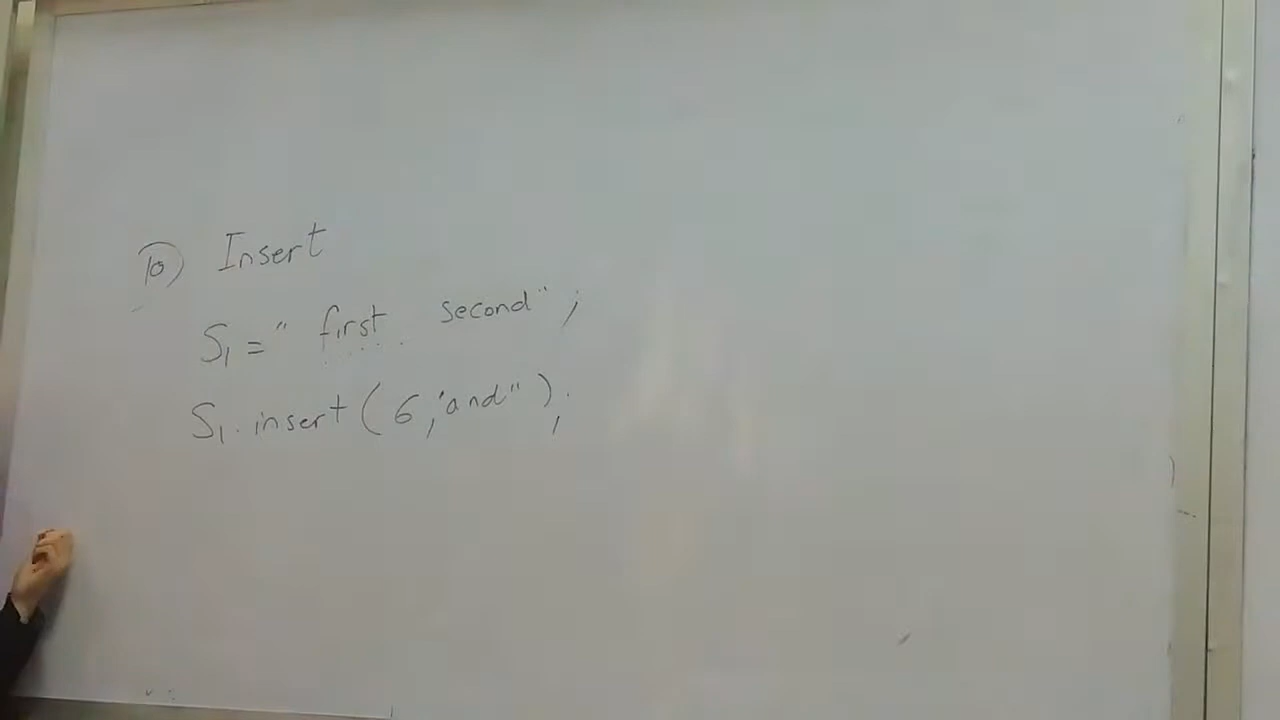 10) Insert
S1 = " first second" ;
S1.insert ( 6 , "and" ) ;